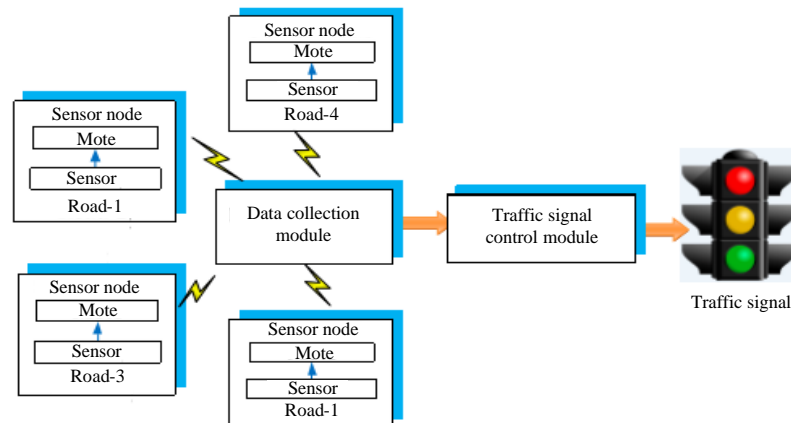 Sensor node
Mote
Sensor
Road-4
Sensor node
Mote
Sensor
Road-1
Data collection
module
Traffic signal
control module
Traffic signal
Sensor node
Mote
Sensor
Road-3
Sensor node
Mote
Sensor
Road-1